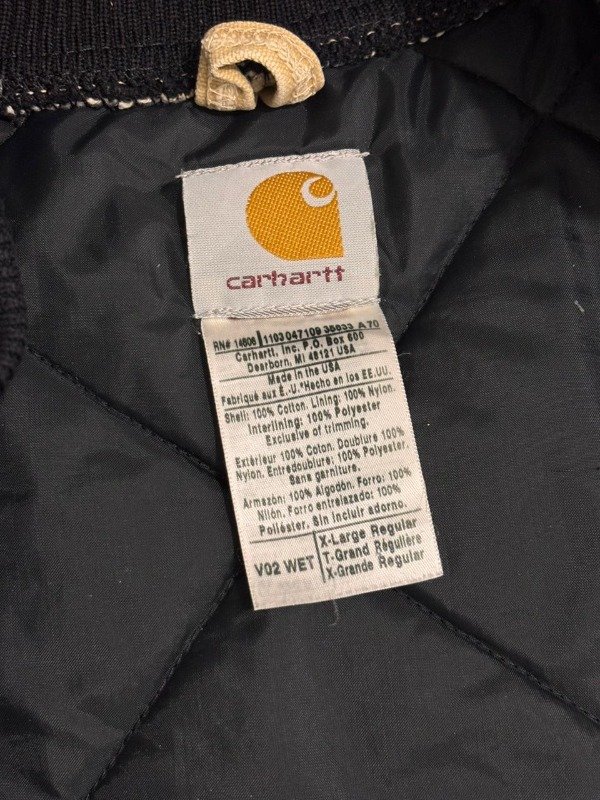 carhartt
RN# 14806 1103047109 35833 A 70
Carhartt, Inc. P.O. Box 600
Dearborn, MI 48121 USA
Made in the USA
Fabriqué aux É.-U. *Hecho en los EE.UU.
Shell: 100% Cotton. Lining: 100% Nylon.
Interlining: 100% Polyester
Exclusive of trimming.
Extérieur 100% Coton. Doublure 100%
Nylon. Entredoublure: 100% Polyester.
Sans garniture.
Armazón: 100% Algodón. Forro: 100%
Nilón. Forro entrelazado: 100%
Poliéster. Sin incluir adorno.
V02 WET
X-Large Regular
T-Grand Régulière
X-Grande Regular